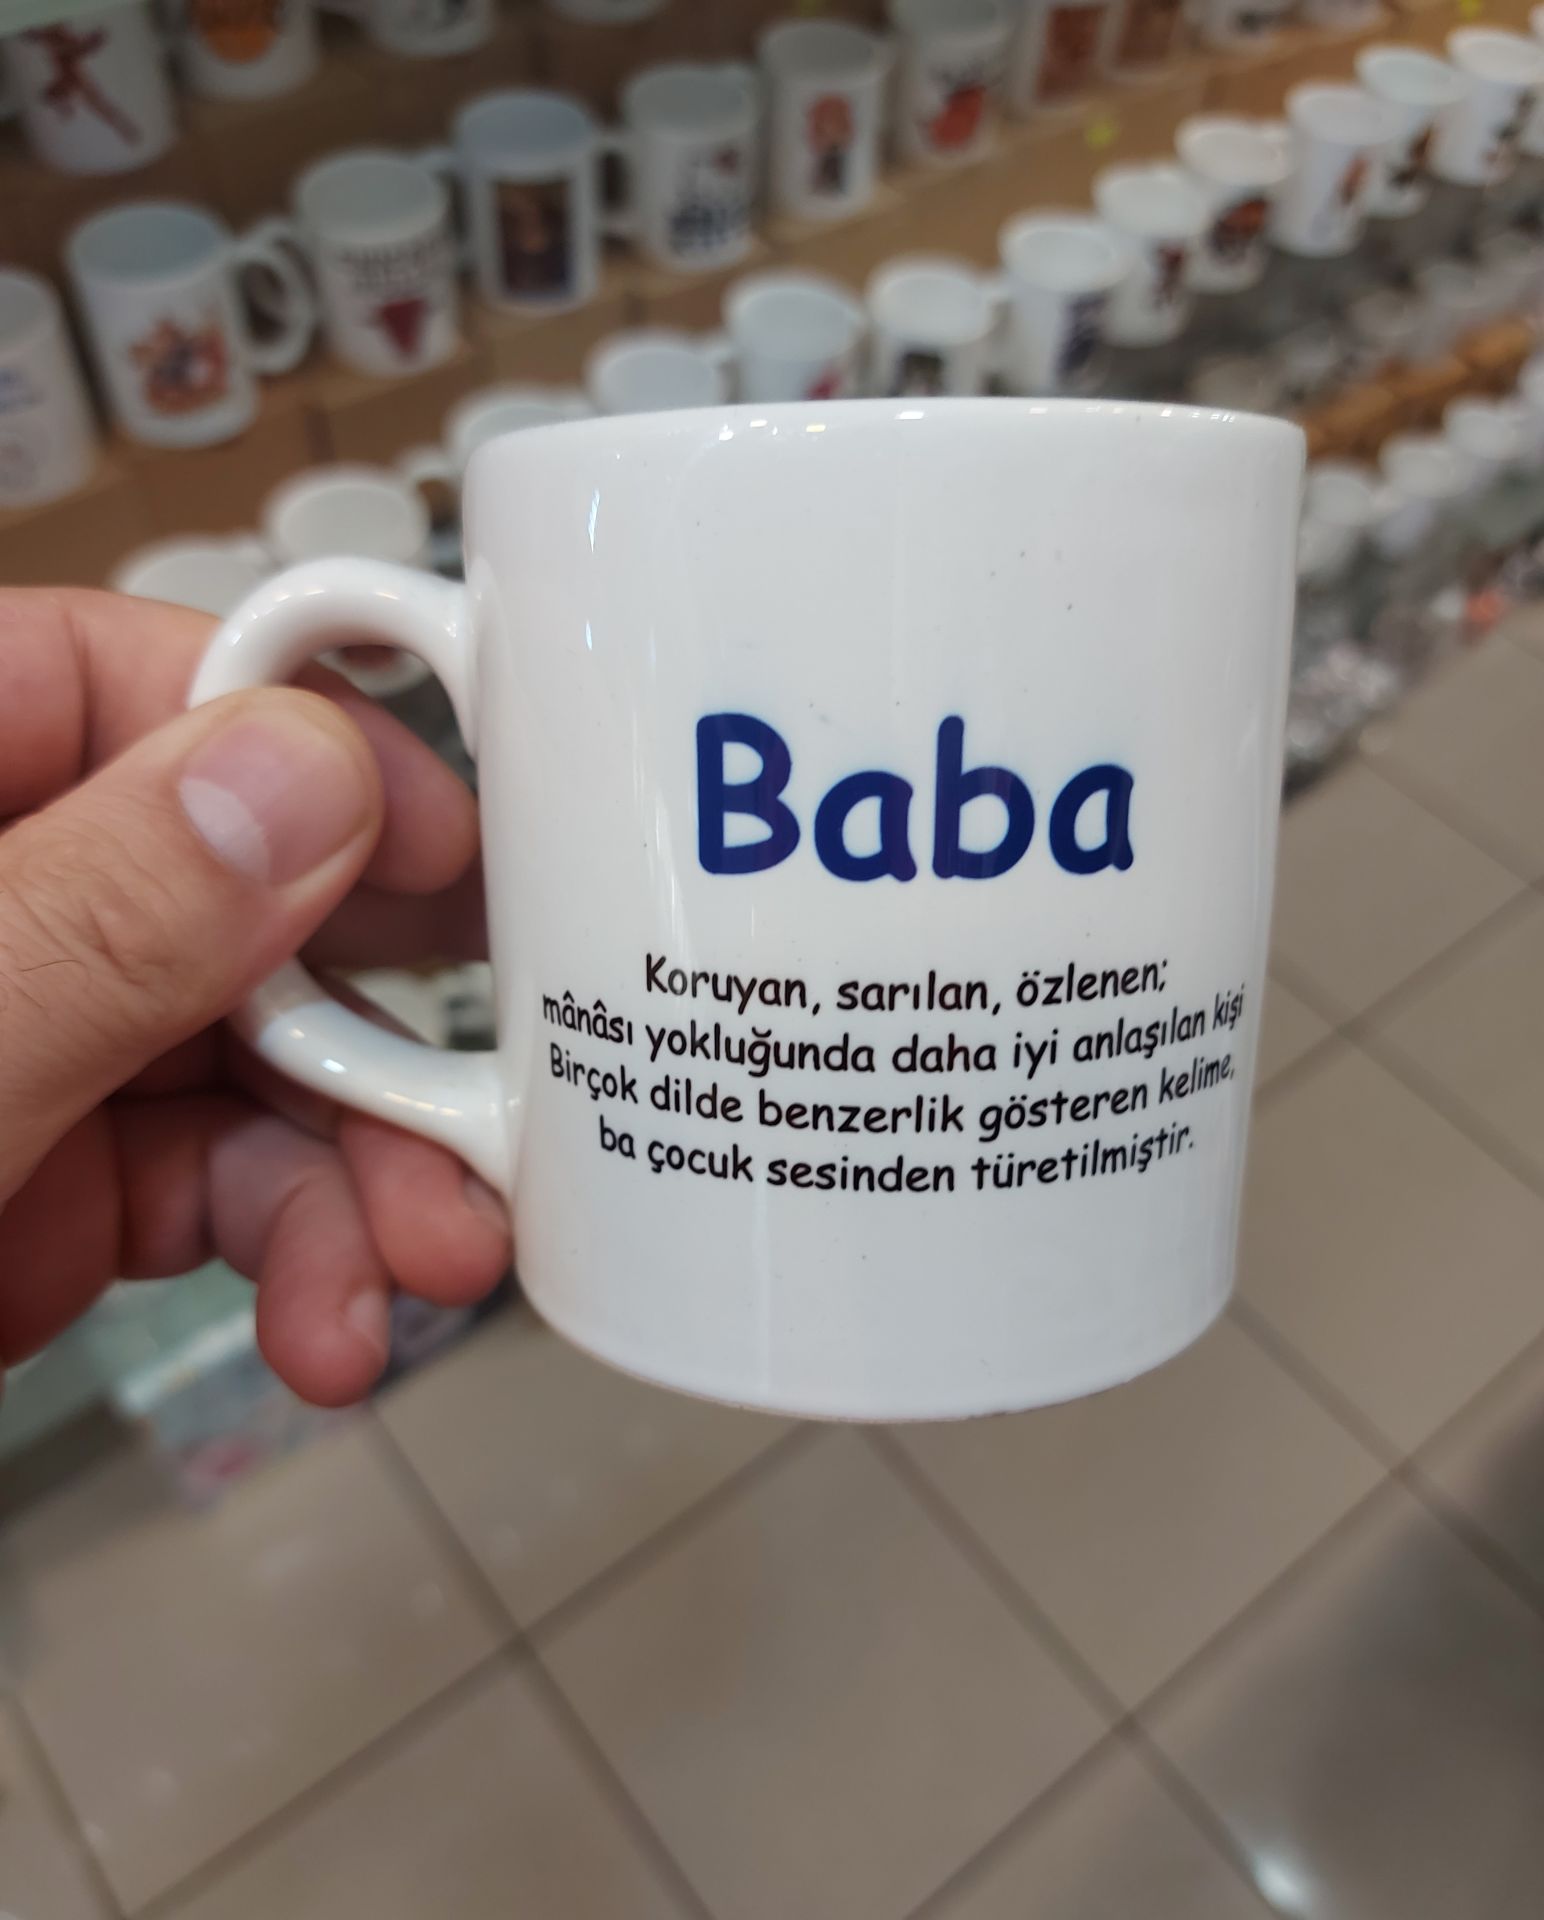 Baba
Koruyan, sarılan, özlenen;
mânâsı yokluğunda daha iyi anlaşılan kişi
Birçok dilde benzerlik gösteren kelime,
ba çocuk sesinden türetilmiştir.